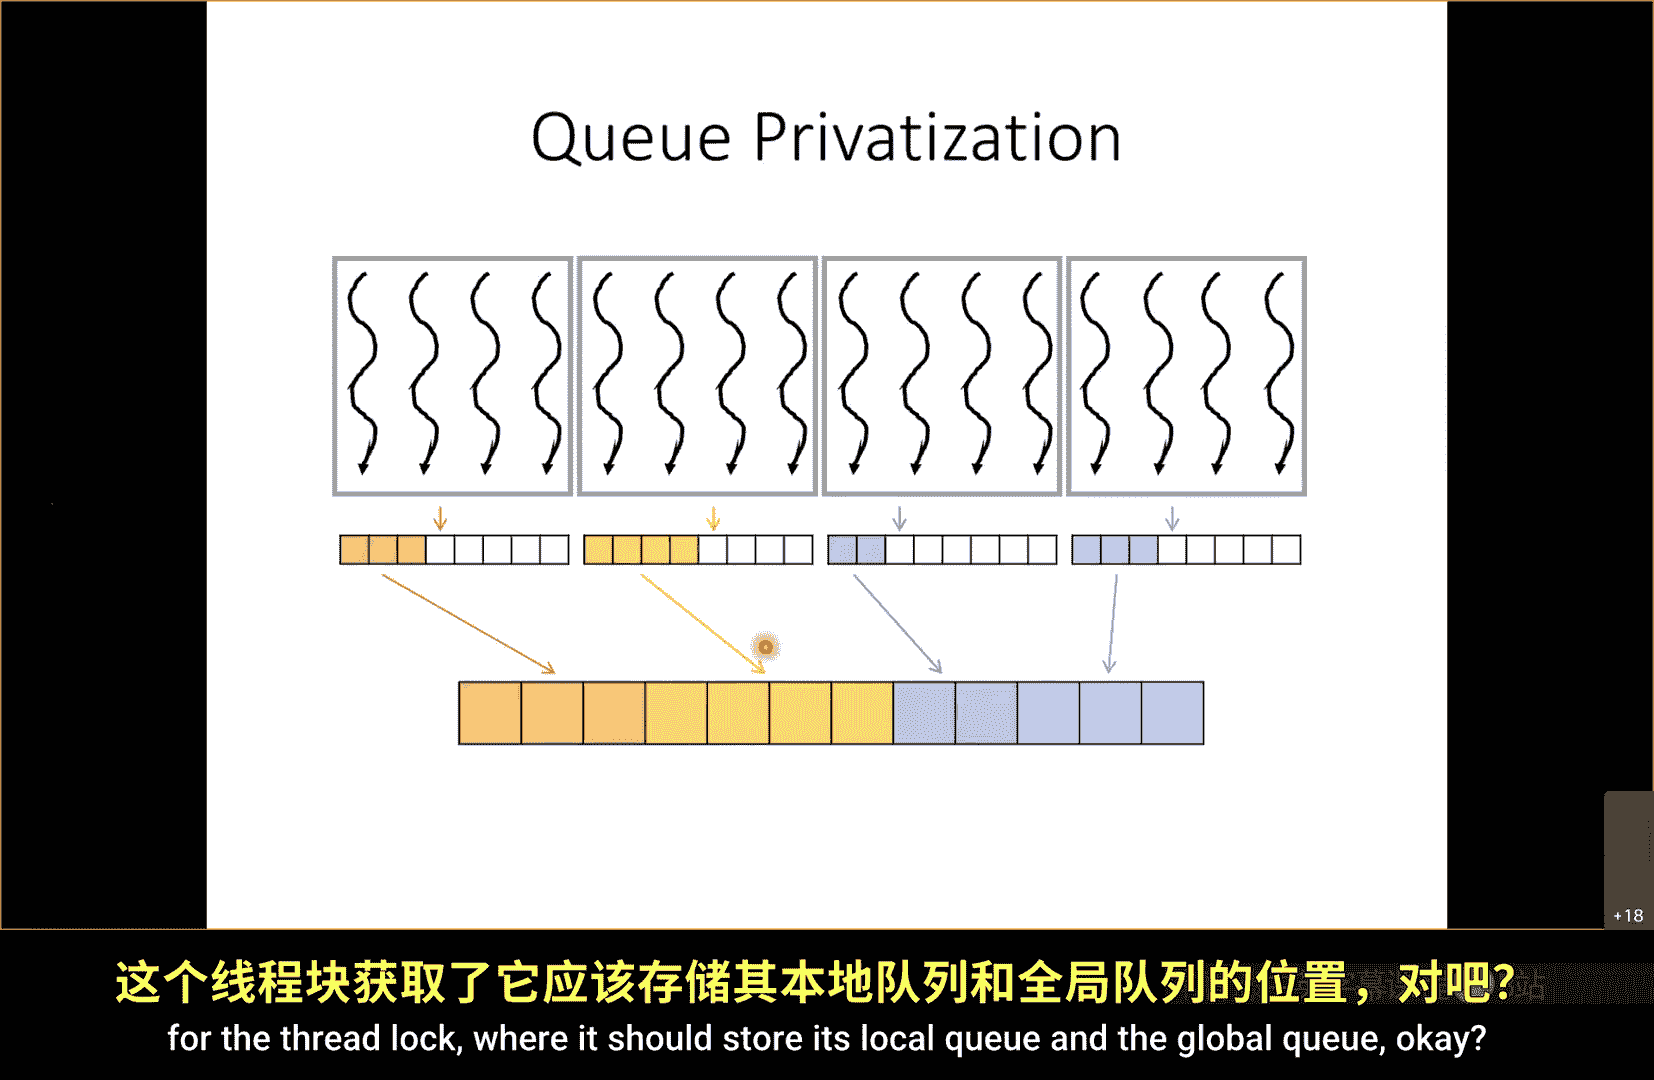 Queue Privatization
+18
这个线程块获取了它应该存储其本地队列和全局队列的位置，对吧？
for the thread lock, where it should store its local queue and the global queue, okay?